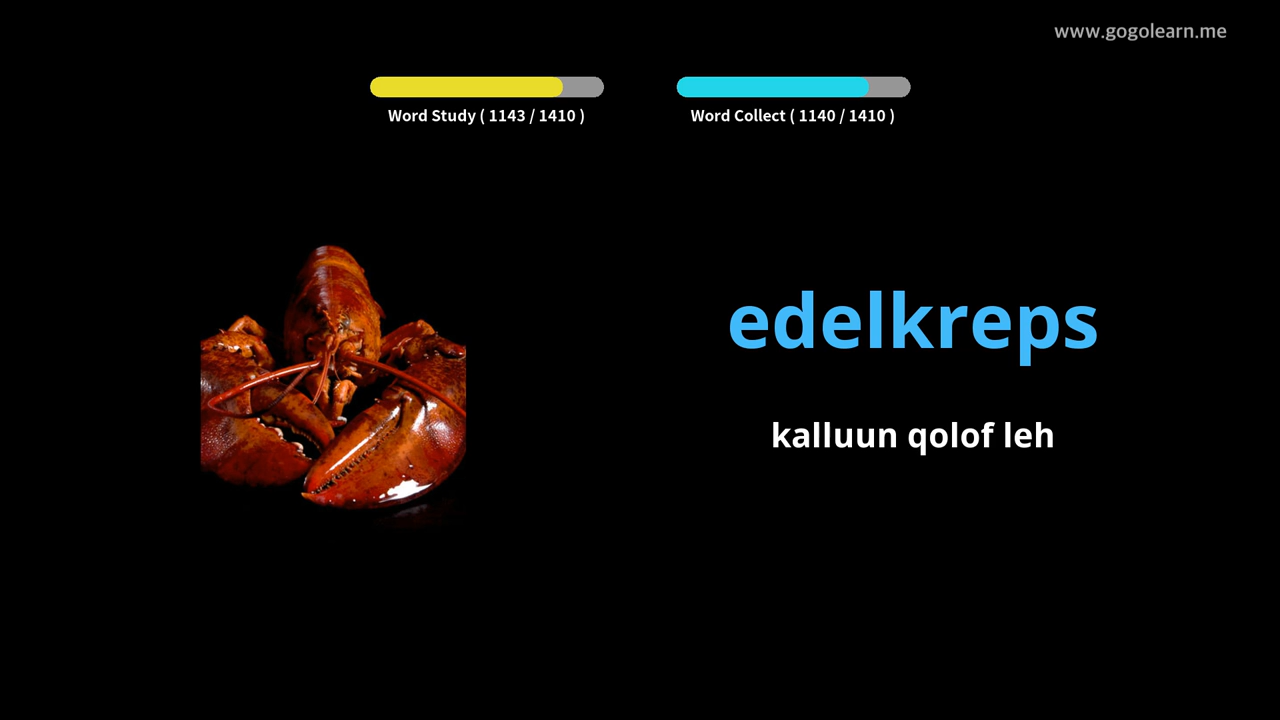 www.gogolearn.me
Word Study ( 1143 / 1410 )
Word Collect ( 1140 / 1410 )
edelkreps
kalluun qolof leh